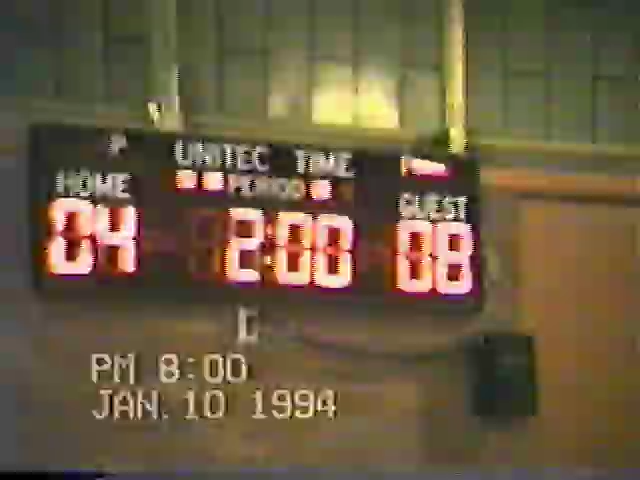 UNITEC TIME
HOME PERIOD GUEST
04 2:00 08
PM 8:00
JAN. 10 1994